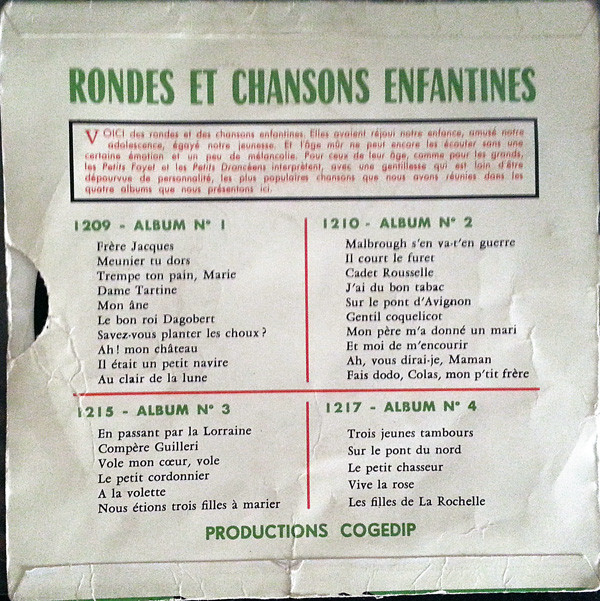 RONDES ET CHANSONS ENFANTINES
VOICI des rondes et des chansons enfantines. Elles avaient réjoui notre enfance, amusé notre
adolescence, égayé notre jeunesse. Et l'âge mûr ne peut encore les écouter sans une
certaine émotion et un peu de mélancolie. Pour ceux de leur âge, comme pour les grands,
les Petits Fayet et les Petits Drancéens interprètent, avec une gentillesse qui est loin d'être
dépourvue de personnalité, les plus populaires chansons que nous avons réunies dans les
quatre albums que nous présentons ici.
1209 - ALBUM N° 1
Frère Jacques
Meunier tu dors
Trempe ton pain, Marie
Dame Tartine
Mon âne
Le bon roi Dagobert
Savez-vous planter les choux ?
Ah ! mon château
Il était un petit navire
Au clair de la lune
1210 - ALBUM N° 2
Malbrough s'en va-t'en guerre
Il court le furet
Cadet Rousselle
J'ai du bon tabac
Sur le pont d'Avignon
Gentil coquelicot
Mon père m'a donné un mari
Et moi de m'encourir
Ah, vous dirai-je, Maman
Fais dodo, Colas, mon p'tit frère
1215 - ALBUM N° 3
En passant par la Lorraine
Compère Guilleri
Vole mon cœur, vole
Le petit cordonnier
A la volette
Nous étions trois filles à marier
1217 - ALBUM N° 4
Trois jeunes tambours
Sur le pont du nord
Le petit chasseur
Vive la rose
Les filles de La Rochelle
PRODUCTIONS COGEDIP